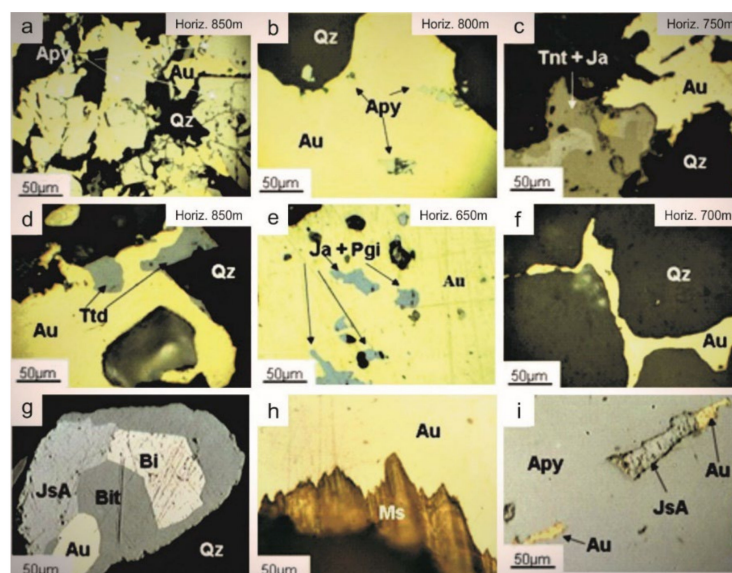 a Horiz. 850m
Apy
Au
Qz
50µm
b Horiz. 800m
Qz
Apy
Au
50µm
c Horiz. 750m
Tnt + Ja
Au
Qz
50µm
d Horiz. 850m
Qz
Ttd
Au
50µm
e Horiz. 650m
Ja + Pgi
Au
50µm
f Horiz. 700m
Qz
Au
50µm
g
Bi
JsA
Bit
Au
Qz
50µm
h
Au
Ms
50µm
i
Au
Apy
JsA
Au
50µm